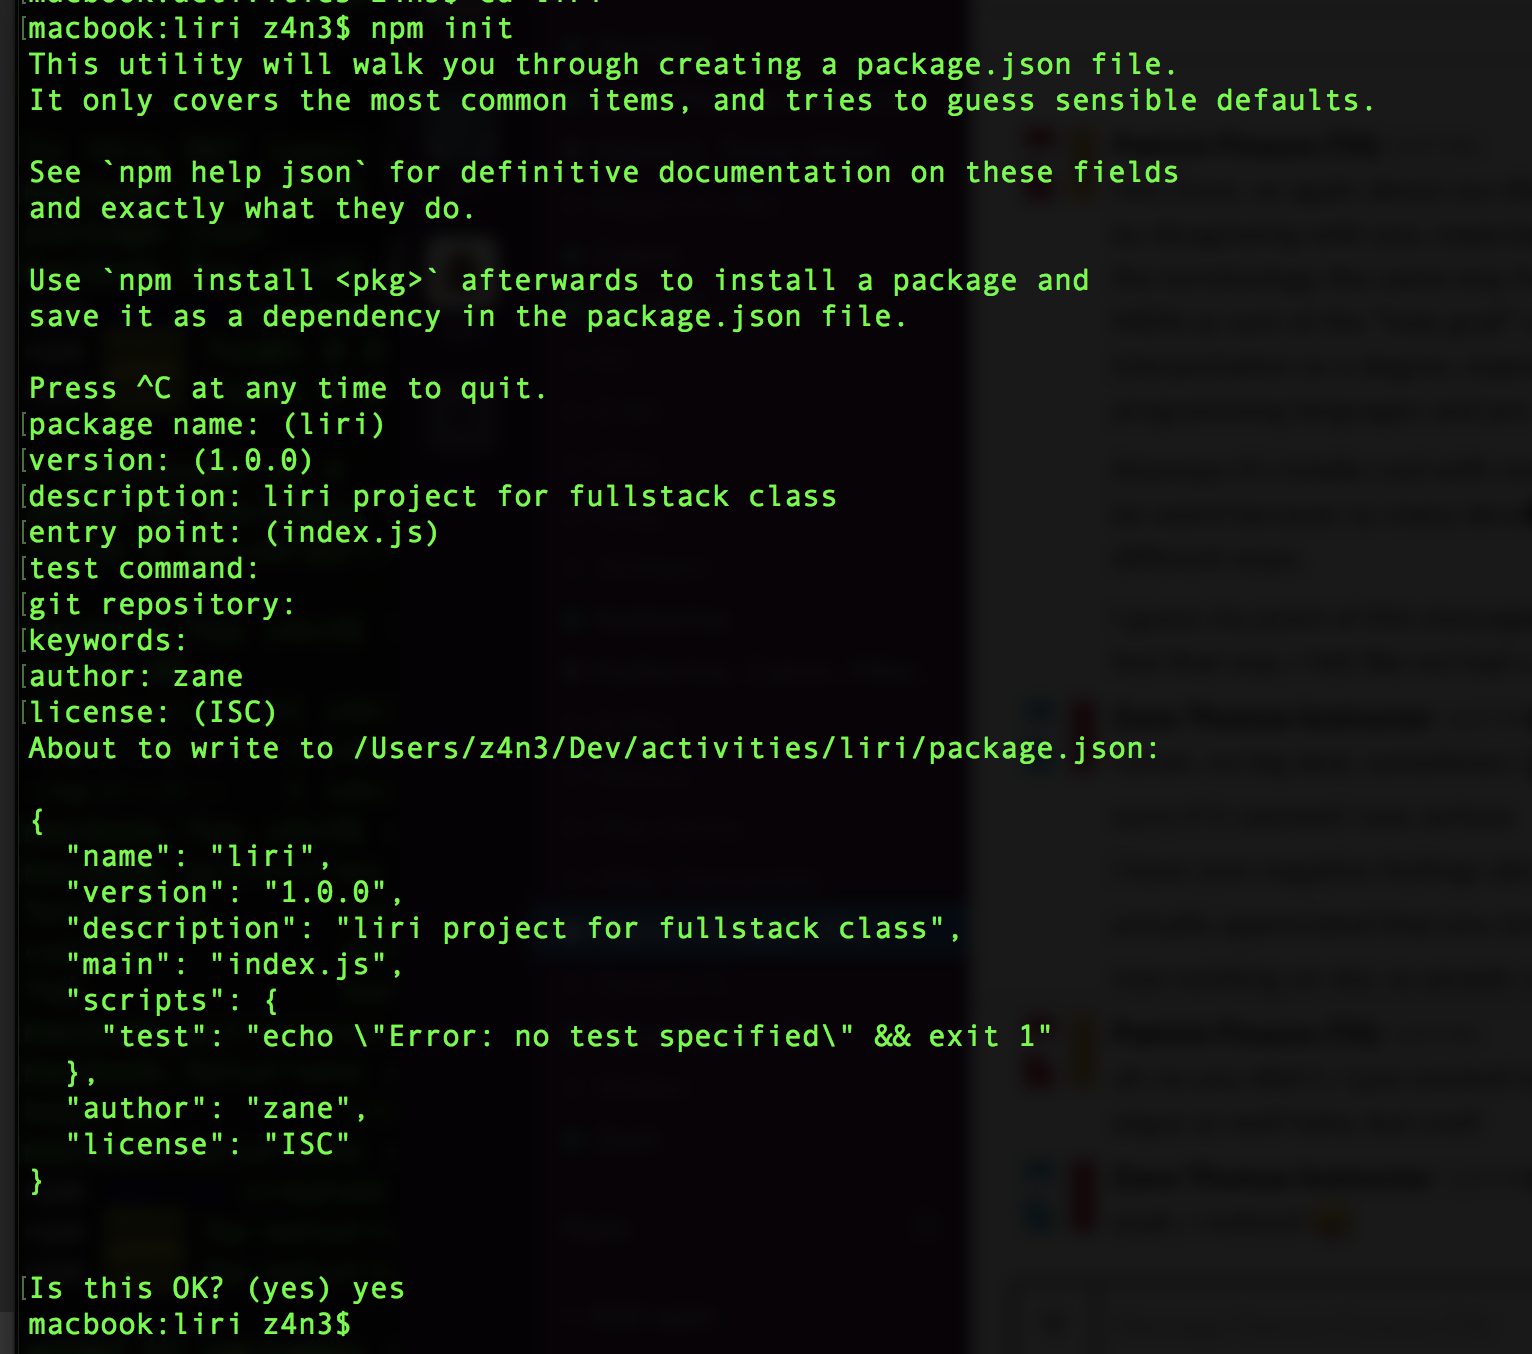 macbook:liri z4n3$ npm init
This utility will walk you through creating a package.json file.
It only covers the most common items, and tries to guess sensible defaults.
See `npm help json` for definitive documentation on these fields
and exactly what they do.
Use `npm install <pkg>` afterwards to install a package and
save it as a dependency in the package.json file.
Press ^C at any time to quit.
package name: (liri)
version: (1.0.0)
description: liri project for fullstack class
entry point: (index.js)
test command:
git repository:
keywords:
author: zane
license: (ISC)
About to write to /Users/z4n3/Dev/activities/liri/package.json:
{
  "name": "liri",
  "version": "1.0.0",
  "description": "liri project for fullstack class",
  "main": "index.js",
  "scripts": {
    "test": "echo \"Error: no test specified\" && exit 1"
  },
  "author": "zane",
  "license": "ISC"
}
Is this OK? (yes) yes
macbook:liri z4n3$